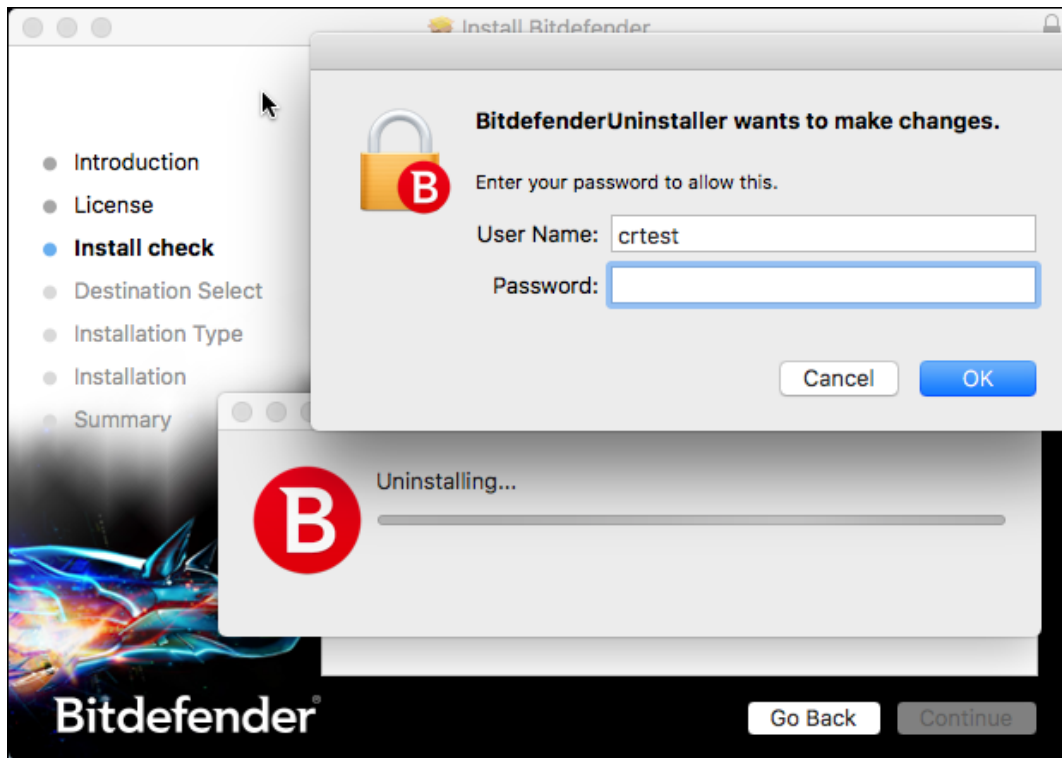 Install Bitdefender
BitdefenderUninstaller wants to make changes.
Enter your password to allow this.
User Name: crtest
Password:
Cancel
OK
Introduction
License
Install check
Destination Select
Installation Type
Installation
Summary
B
Uninstalling...
B
Bitdefender®
Go Back
Continue